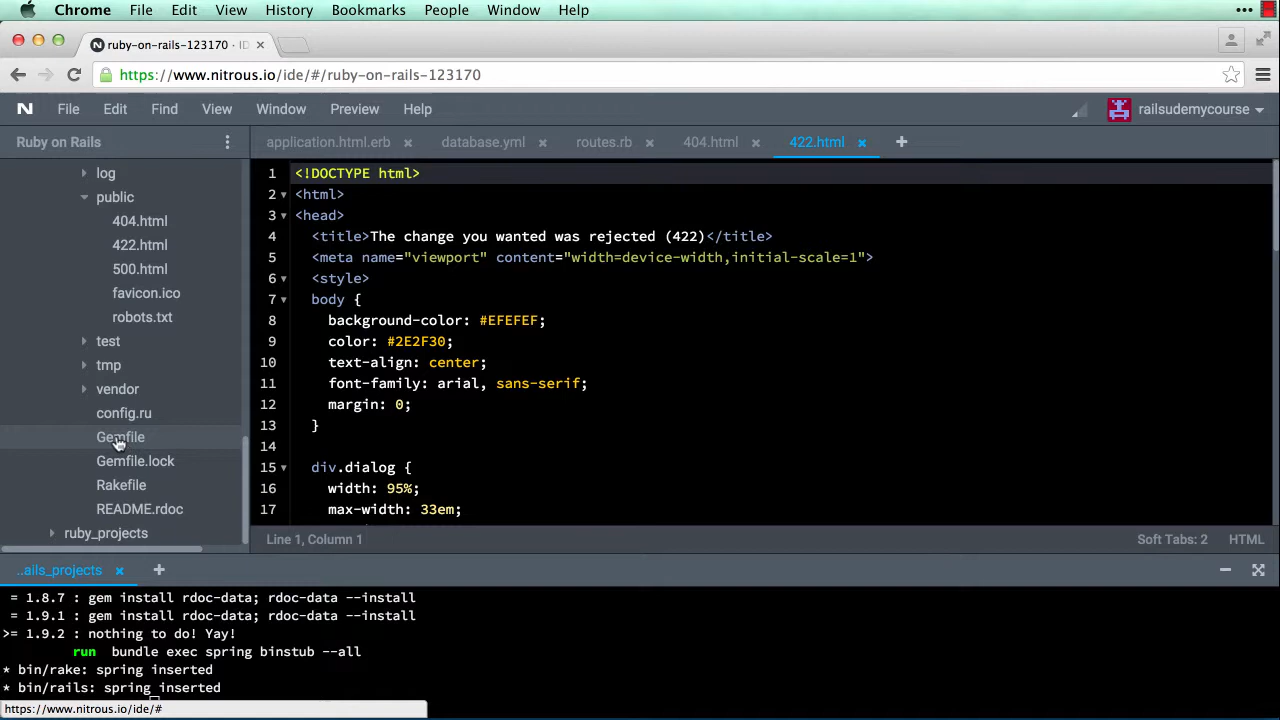 Chrome File Edit View History Bookmarks People Window Help
ruby-on-rails-123170 · ID
https://www.nitrous.io/ide/#/ruby-on-rails-123170
N File Edit Find View Window Preview Help railsudemycourse
Ruby on Rails
application.html.erb database.yml routes.rb 404.html 422.html
log
public
404.html
422.html
500.html
favicon.ico
robots.txt
test
tmp
vendor
config.ru
Gemfile
Gemfile.lock
Rakefile
README.rdoc
ruby_projects
1 <!DOCTYPE html>
2 <html>
3 <head>
4 <title>The change you wanted was rejected (422)</title>
5 <meta name="viewport" content="width=device-width,initial-scale=1">
6 <style>
7 body {
8 background-color: #EFEFEF;
9 color: #2E2F30;
10 text-align: center;
11 font-family: arial, sans-serif;
12 margin: 0;
13 }
14
15 div.dialog {
16 width: 95%;
17 max-width: 33em;
Line 1, Column 1 Soft Tabs: 2 HTML
..ails_projects
= 1.8.7 : gem install rdoc-data; rdoc-data --install
= 1.9.1 : gem install rdoc-data; rdoc-data --install
>= 1.9.2 : nothing to do! Yay!
run bundle exec spring binstub --all
* bin/rake: spring inserted
* bin/rails: spring inserted
https://www.nitrous.io/ide/#